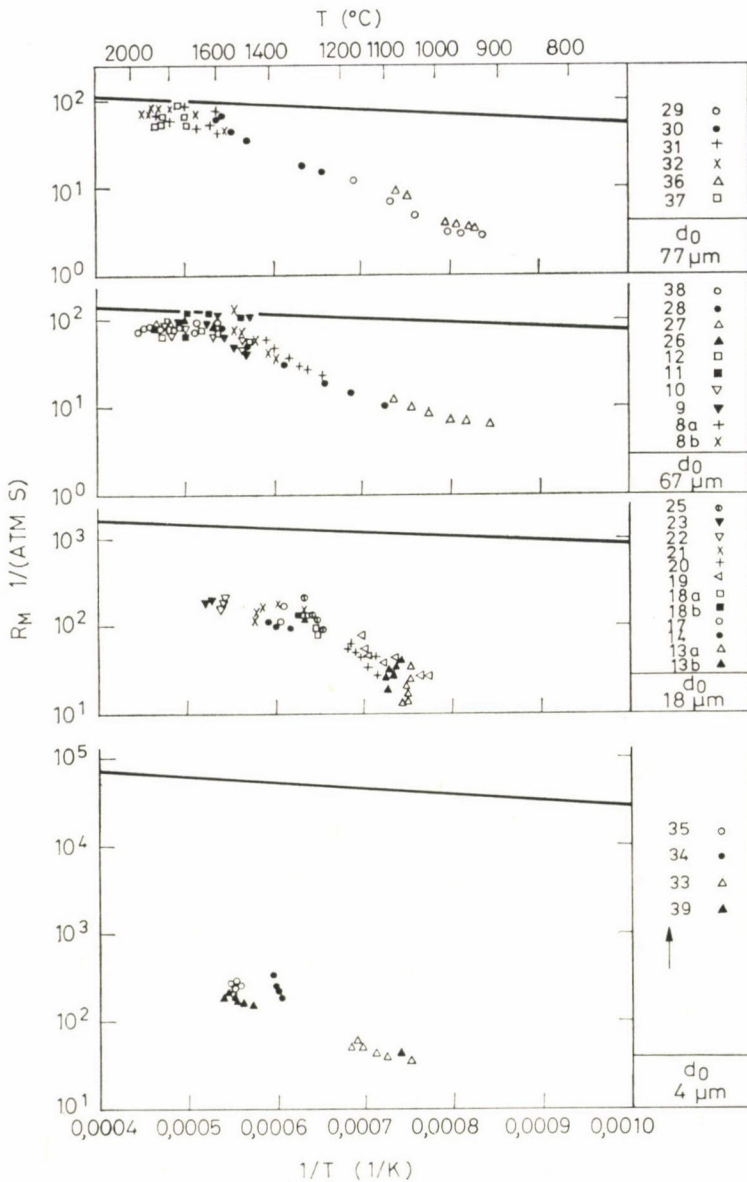 T (°C)
2000 1800 1600 1400 1200 1100 1000 900 800
10²
10¹
10⁰
29
30
31
32
36
37
d0
77 µm
10²
10¹
10⁰
38
28
27
26
12
11
10
9
8a
8b
d0
67 µm
10³
10²
10¹
25
23
22
21
20
19
18a
18b
17
14
13a
13b
d0
18 µm
10⁵
10⁴
10³
10²
10¹
35
34
33
39
d0
4 µm
RM 1/(ATM S)
0,0004 0,0005 0,0006 0,0007 0,0008 0,0009 0,0010
1/T (1/K)